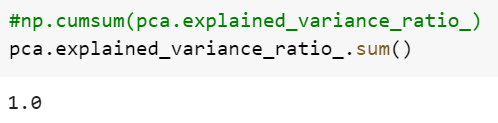 #np.cumsum(pca.explained_variance_ratio_)
pca.explained_variance_ratio_.sum()
1.0